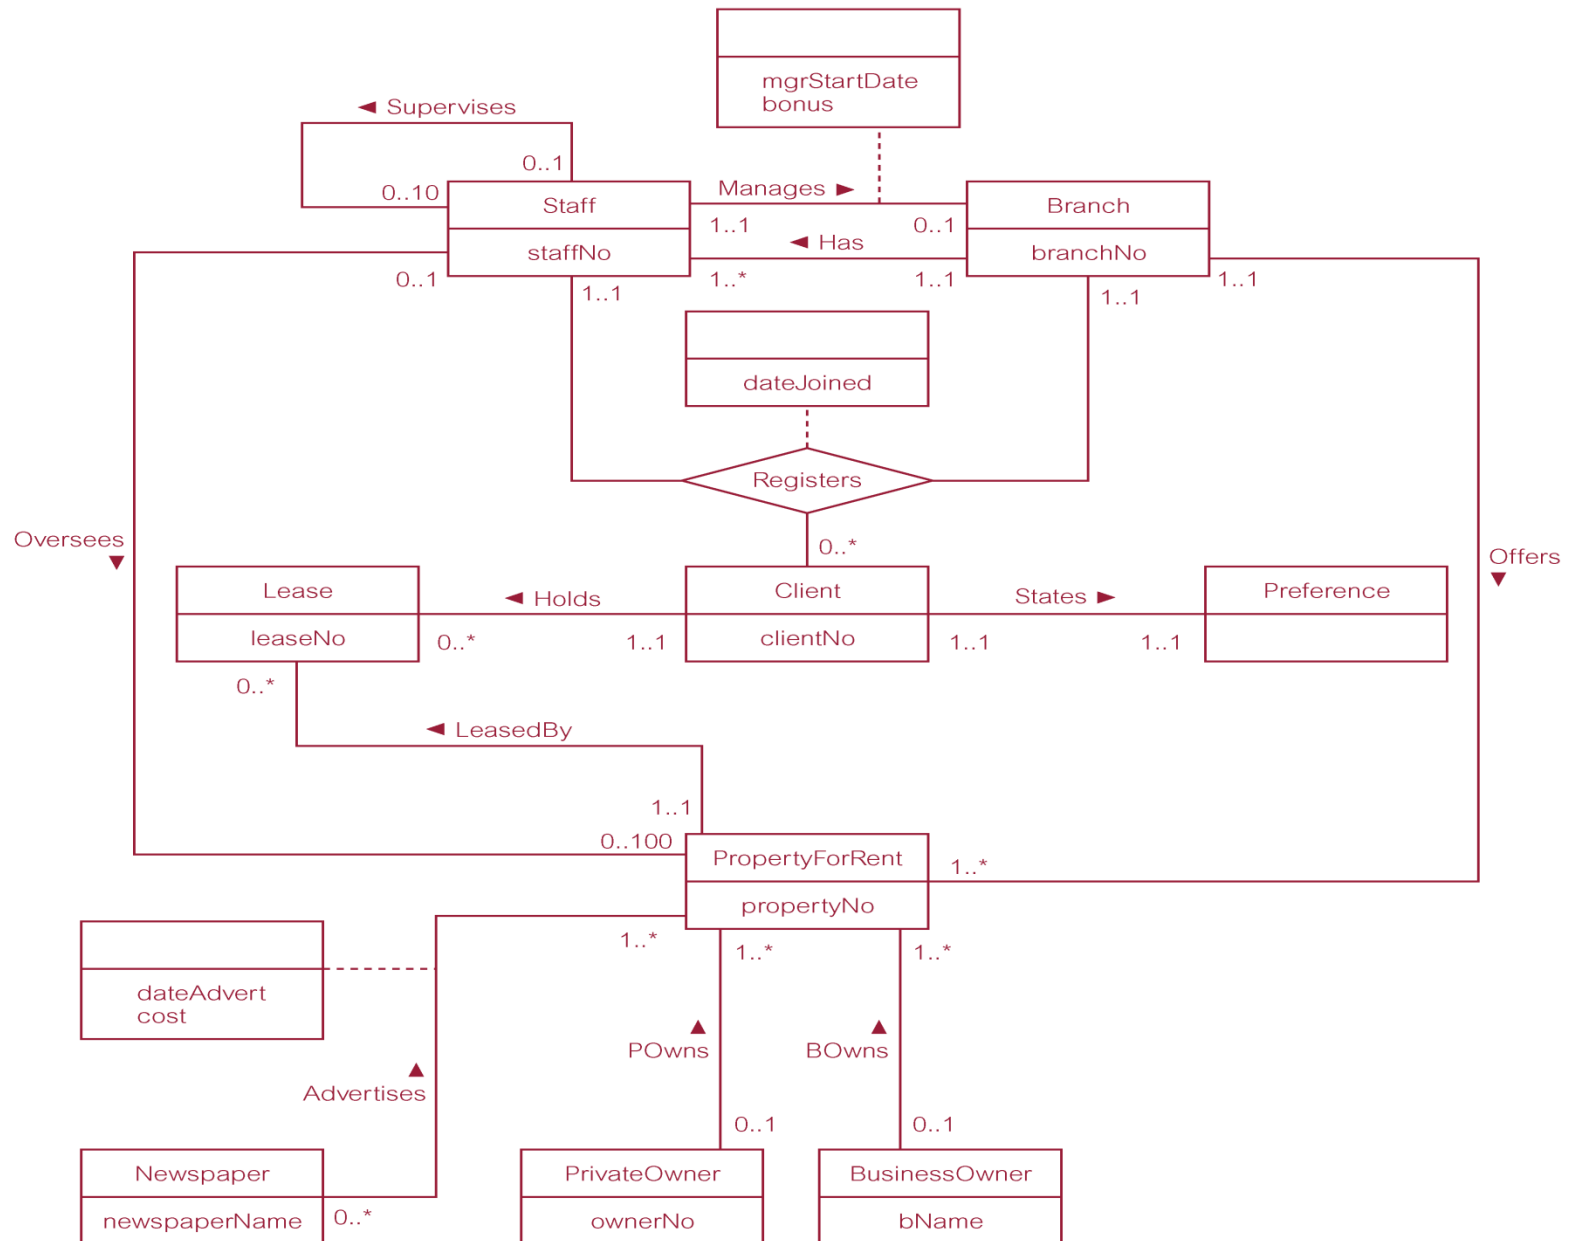 mgrStartDate
bonus
◄ Supervises
0..1
0..10
Staff
staffNo
Manages ►
1..1
0..1
Branch
branchNo
◄ Has
1..*
1..1
0..1
1..1
1..1
1..1
dateJoined
Registers
0..*
Oversees
▼
Offers
▼
Lease
leaseNo
◄ Holds
0..*
1..1
Client
clientNo
States ►
1..1
1..1
Preference
0..*
◄ LeasedBy
1..1
0..100
PropertyForRent
propertyNo
1..*
1..*
1..*
1..*
dateAdvert
cost
▲
POwns
▲
BOwns
▲
Advertises
0..1
0..1
Newspaper
newspaperName
0..*
PrivateOwner
ownerNo
BusinessOwner
bName